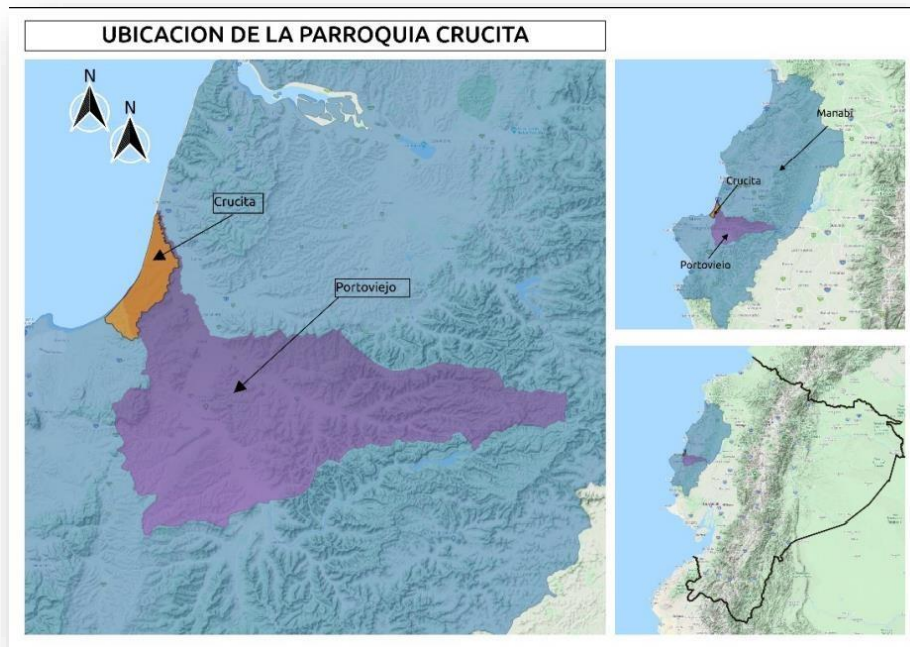 UBICACION DE LA PARROQUIA CRUCITA
N
N
Crucita
Portoviejo
Manabí
Crucita
Portoviejo